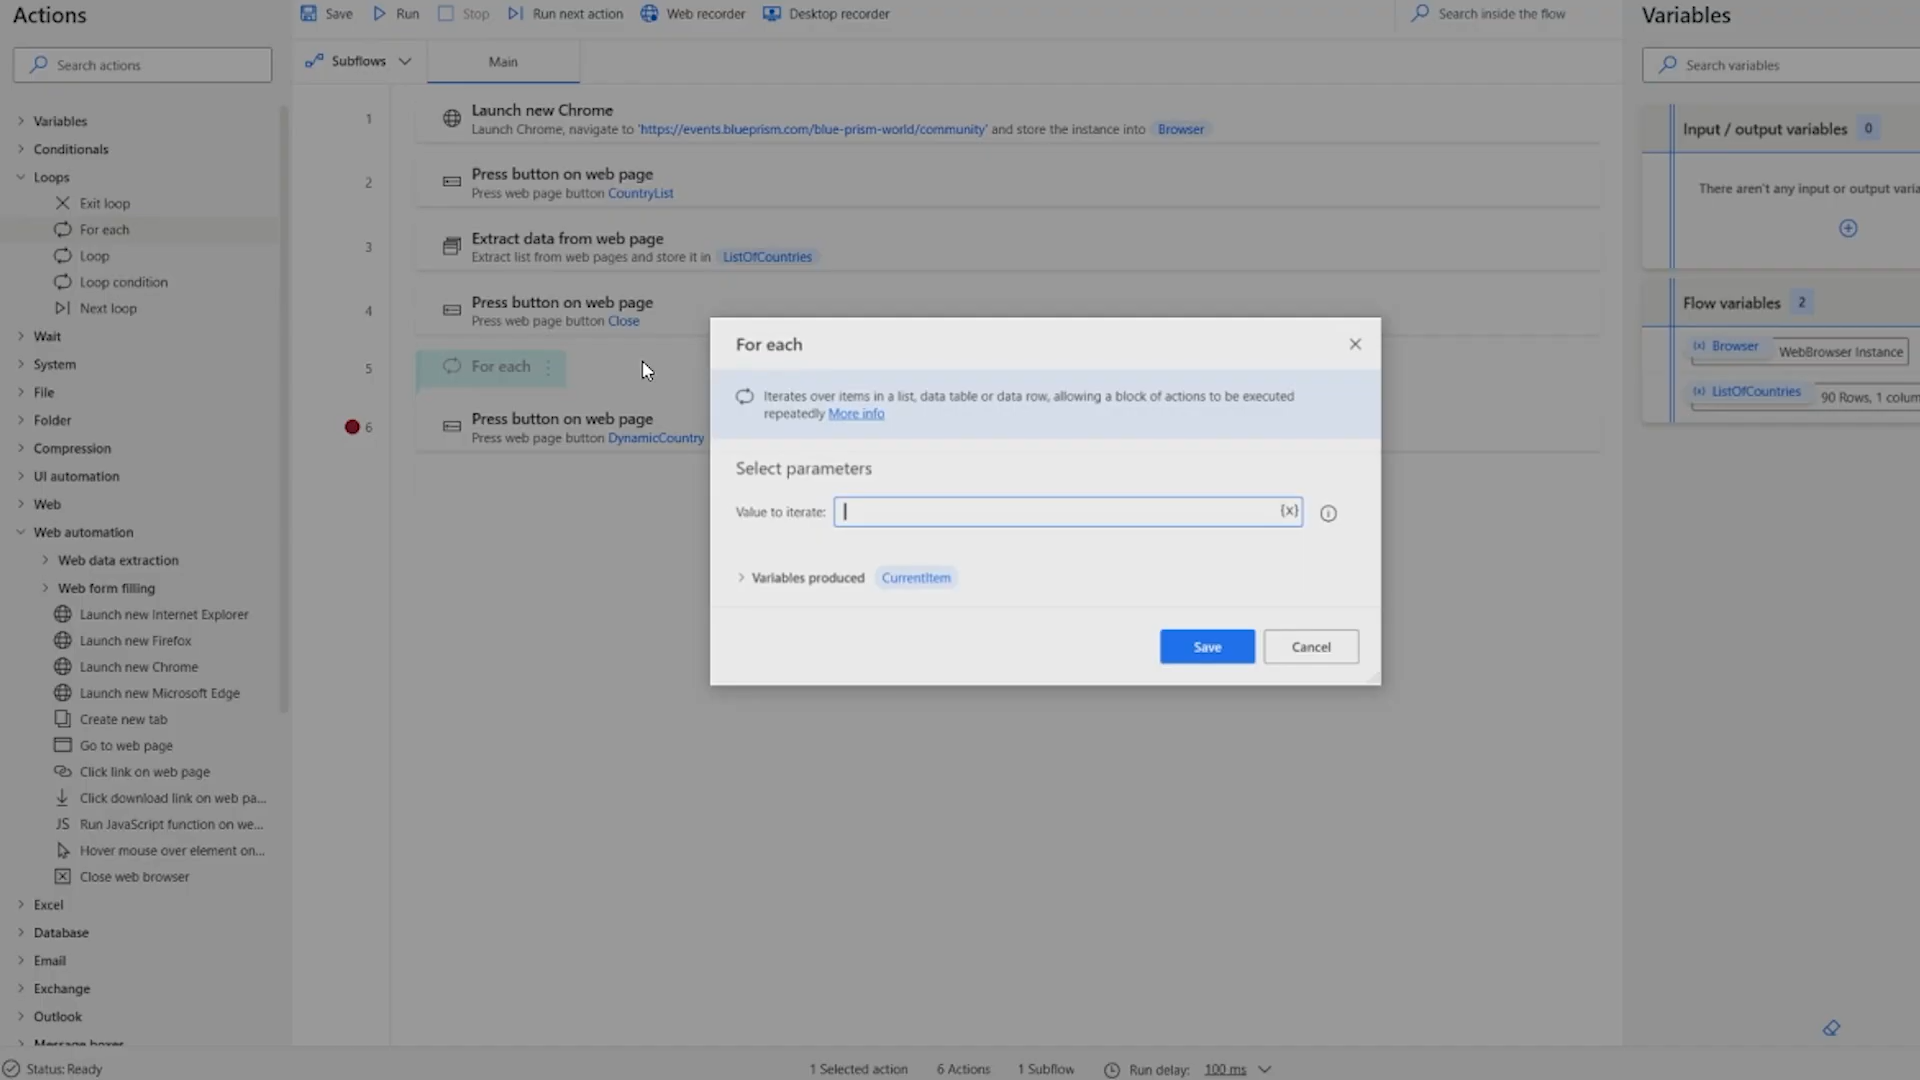 Actions
Search actions
Variables
Conditionals
Loops
Exit loop
For each
Loop
Loop condition
Next loop
Wait
System
File
Folder
Compression
UI automation
Web
Web automation
Web data extraction
Web form filling
Launch new Internet Explorer
Launch new Firefox
Launch new Chrome
Launch new Microsoft Edge
Create new tab
Go to web page
Click link on web page
Click download link on web pa...
JS Run JavaScript function on we...
Hover mouse over element on...
Close web browser
Excel
Database
Email
Exchange
Outlook
Message boxes
Save Run Stop Run next action Web recorder Desktop recorder
Search inside the flow
Subflows Main
1 Launch new Chrome
Launch Chrome, navigate to 'https://events.blueprism.com/blue-prism-world/community' and store the instance into Browser
2 Press button on web page
Press web page button CountryList
3 Extract data from web page
Extract list from web pages and store it in ListOfCountries
4 Press button on web page
Press web page button Close
5 For each
6 Press button on web page
Press web page button DynamicCountry
For each
Iterates over items in a list, data table or data row, allowing a block of actions to be executed
repeatedly More info
Select parameters
Value to iterate: {x}
Variables produced CurrentItem
Save Cancel
Variables
Search variables
Input / output variables 0
There aren't any input or output varia
Flow variables 2
(x) Browser WebBrowser Instance
(x) ListOfCountries 90 Rows, 1 colum
Status: Ready 1 Selected action 6 Actions 1 Subflow Run delay: 100 ms